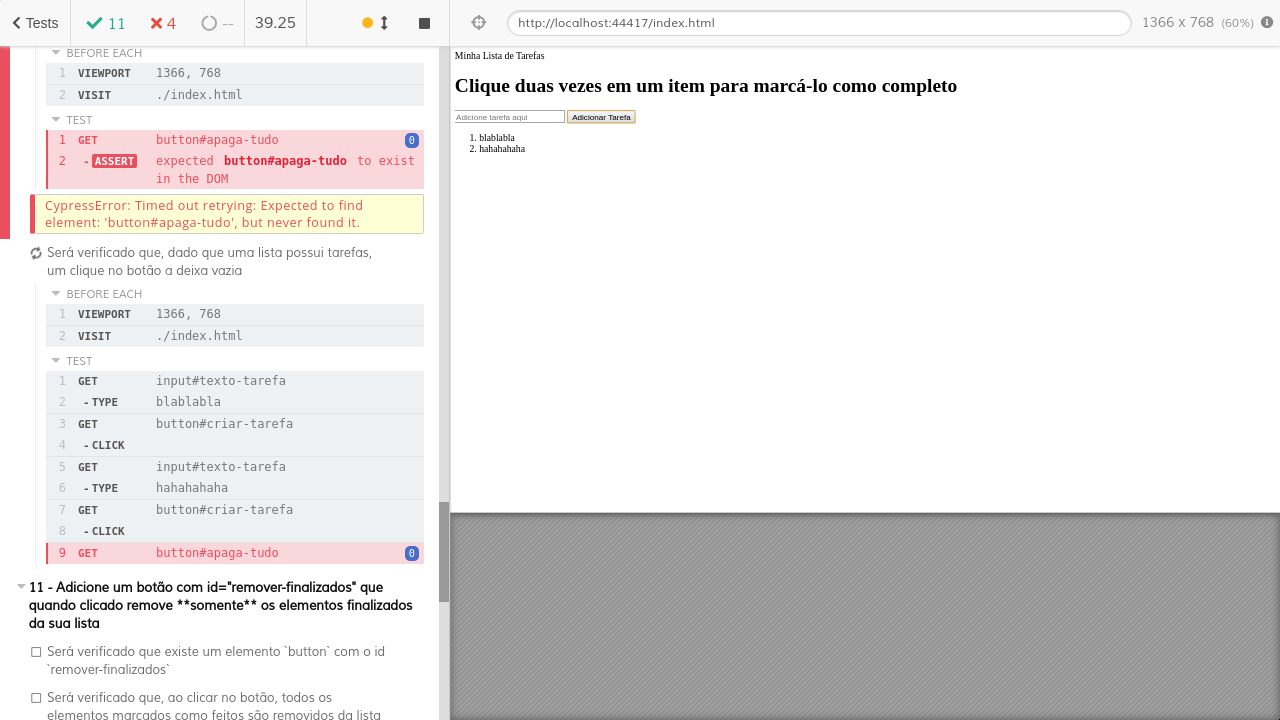 Tests 11 4 -- 39.25
http://localhost:44417/index.html 1366 x 768 (60%)
BEFORE EACH
1 VIEWPORT 1366, 768
2 VISIT ./index.html
TEST
1 GET button#apaga-tudo 0
2 -ASSERT expected button#apaga-tudo to exist
in the DOM
CypressError: Timed out retrying: Expected to find
element: 'button#apaga-tudo', but never found it.
Será verificado que, dado que uma lista possui tarefas,
um clique no botão a deixa vazia
BEFORE EACH
1 VIEWPORT 1366, 768
2 VISIT ./index.html
TEST
1 GET input#texto-tarefa
2 -TYPE blablabla
3 GET button#criar-tarefa
4 -CLICK
5 GET input#texto-tarefa
6 -TYPE hahahahaha
7 GET button#criar-tarefa
8 -CLICK
9 GET button#apaga-tudo 0
11 - Adicione um botão com id="remover-finalizados" que
quando clicado remove **somente** os elementos finalizados
da sua lista
Será verificado que existe um elemento `button` com o id
`remover-finalizados`
Será verificado que, ao clicar no botão, todos os
elementos marcados como feitos são removidos da lista
Minha Lista de Tarefas
Clique duas vezes em um item para marcá-lo como completo
Adicione tarefa aqui Adicionar Tarefa
1. blablabla
2. hahahahaha